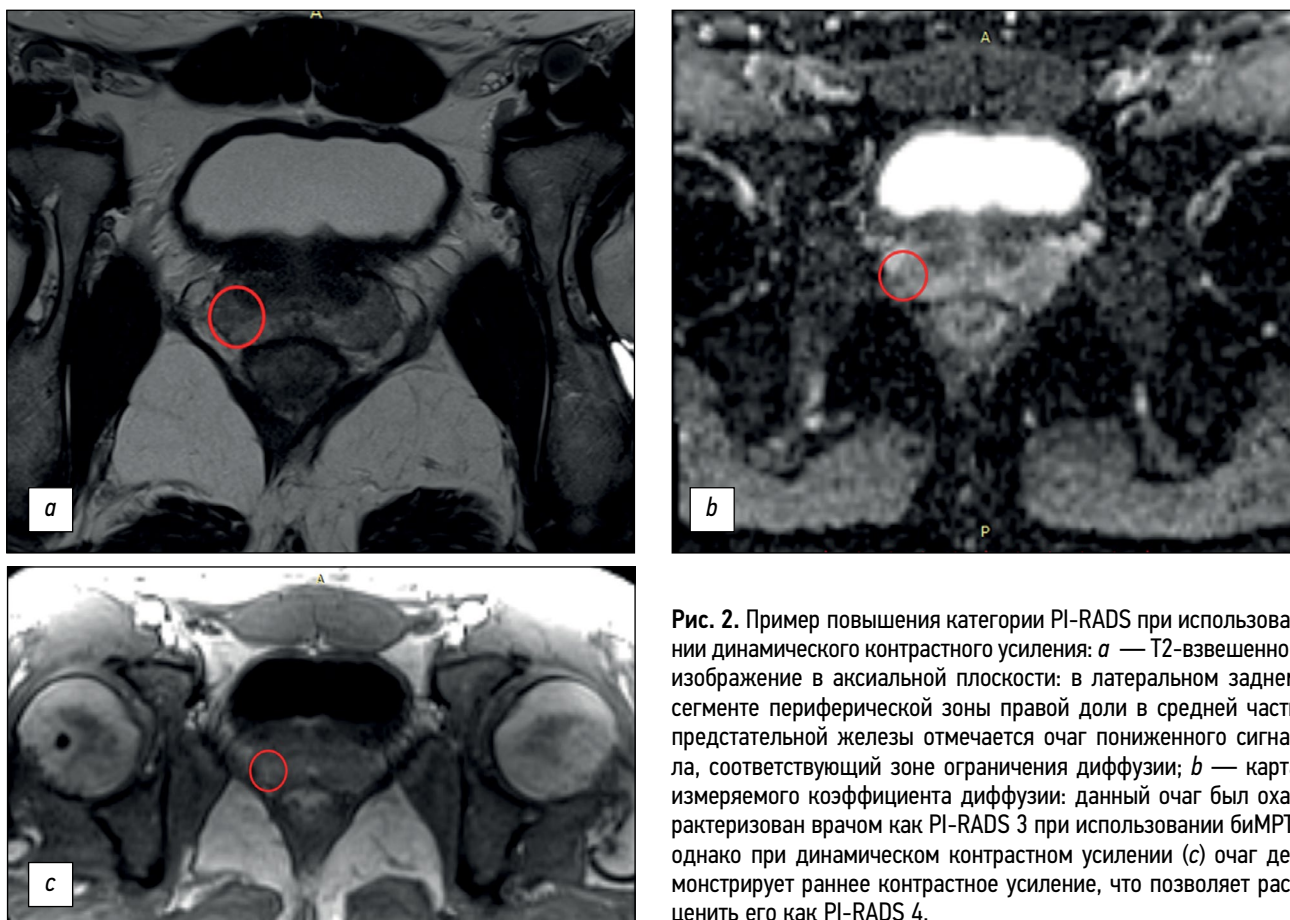 A
a
A
b
P
A
c
Рис. 2. Пример повышения категории PI-RADS при использова-
нии динамического контрастного усиления: a — Т2-взвешенно
изображение в аксиальной плоскости: в латеральном задне
сегменте периферической зоны правой доли в средней част
предстательной железы отмечается очаг пониженного сигна
ла, соответствующий зоне ограничения диффузии; b — карт
измеряемого коэффициента диффузии: данный очаг был оха
рактеризован врачом как PI-RADS 3 при использовании биМРТ
однако при динамическом контрастном усилении (c) очаг де
монстрирует раннее контрастное усиление, что позволяет рас
ценить его как PI-RADS 4.